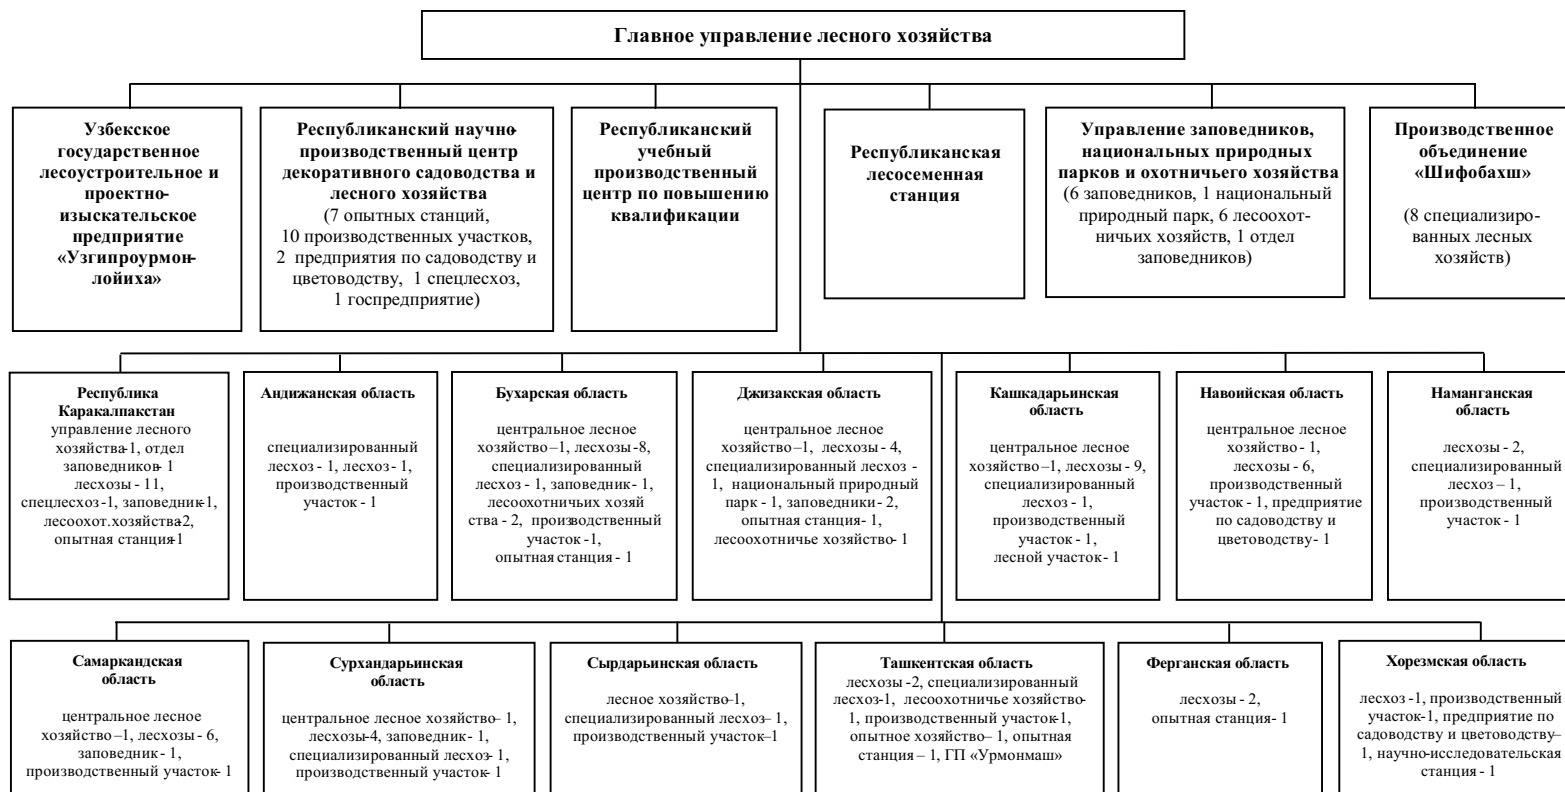 Главное управление лесного хозяйства
Узбекское
государственное
лесоустроительное и
проектно-
изыскательское
предприятие
«Узгипроурмон-
лойиха»
Республиканский научно-
производственный центр
декоративного садоводства и
лесного хозяйства
(7 опытных станций,
10 производственных участков,
2 предприятия по садоводству и
цветоводству, 1 спецлесхоз,
1 госпредприятие)
Республиканский
учебный
производственный
центр по повышению
квалификации
Республиканская
лесосеменная
станция
Управление заповедников,
национальных природных
парков и охотничьего хозяйства
(6 заповедников, 1 национальный
природный парк, 6 лесоохот-
ничьих хозяйств, 1 отдел
заповедников)
Производственное
объединение
«Шифобахш»
(8 специализиро-
ванных лесных
хозяйств)
Республика
Каракалпакстан
управление лесного
хозяйства-1, отдел
заповедников- 1
лесхозы - 11,
спецлесхоз -1, заповедник-1,
лесоохот.хозяйства-2,
опытная станция-1
Андижанская область
специализированный
лесхоз - 1, лесхоз - 1,
производственный
участок - 1
Бухарская область
центральное лесное
хозяйство–1, лесхозы -8,
специализированный
лесхоз - 1, заповедник- 1,
лесоохотничьих хозяй
ства - 2, производственный
участок -1,
опытная станция - 1
Джизакская область
центральное лесное
хозяйство–1, лесхозы - 4,
специализированный лесхоз -
1, национальный природный
парк - 1, заповедники- 2,
опытная станция- 1,
лесоохотничье хозяйство- 1
Кашкадарьинская
область
центральное лесное
хозяйство–1, лесхозы - 9,
специализированный
лесхоз - 1,
производственный
участок - 1,
лесной участок- 1
Навоийская область
центральное лесное
хозяйство - 1,
лесхозы - 6,
производственный
участок - 1, предприятие
по садоводству и
цветоводству- 1
Наманганская
область
лесхозы - 2,
специализированный
лесхоз – 1,
производственный
участок - 1
Самаркандская
область
центральное лесное
хозяйство –1, лесхозы - 6,
заповедник - 1,
производственный участок- 1
Сурхандарьинская
область
центральное лесное хозяйство– 1,
лесхозы-4, заповедник - 1,
специализированный лесхоз- 1,
производственный участок- 1
Сырдарьинская область
лесное хозяйство–1,
специализированный лесхоз– 1,
производственный участок–1
Ташкентская область
лесхозы -2, специализированный
лесхоз-1, лесоохотничье хозяйство-
1, производственный участок-1,
опытное хозяйство– 1, опытная
станция – 1, ГП «Урмонмаш»
Ферганская область
лесхозы - 2,
опытная станция- 1
Хорезмская область
лесхоз -1, производственный
участок-1, предприятие по
садоводству и цветоводству–
1, научно-исследовательская
станция - 1